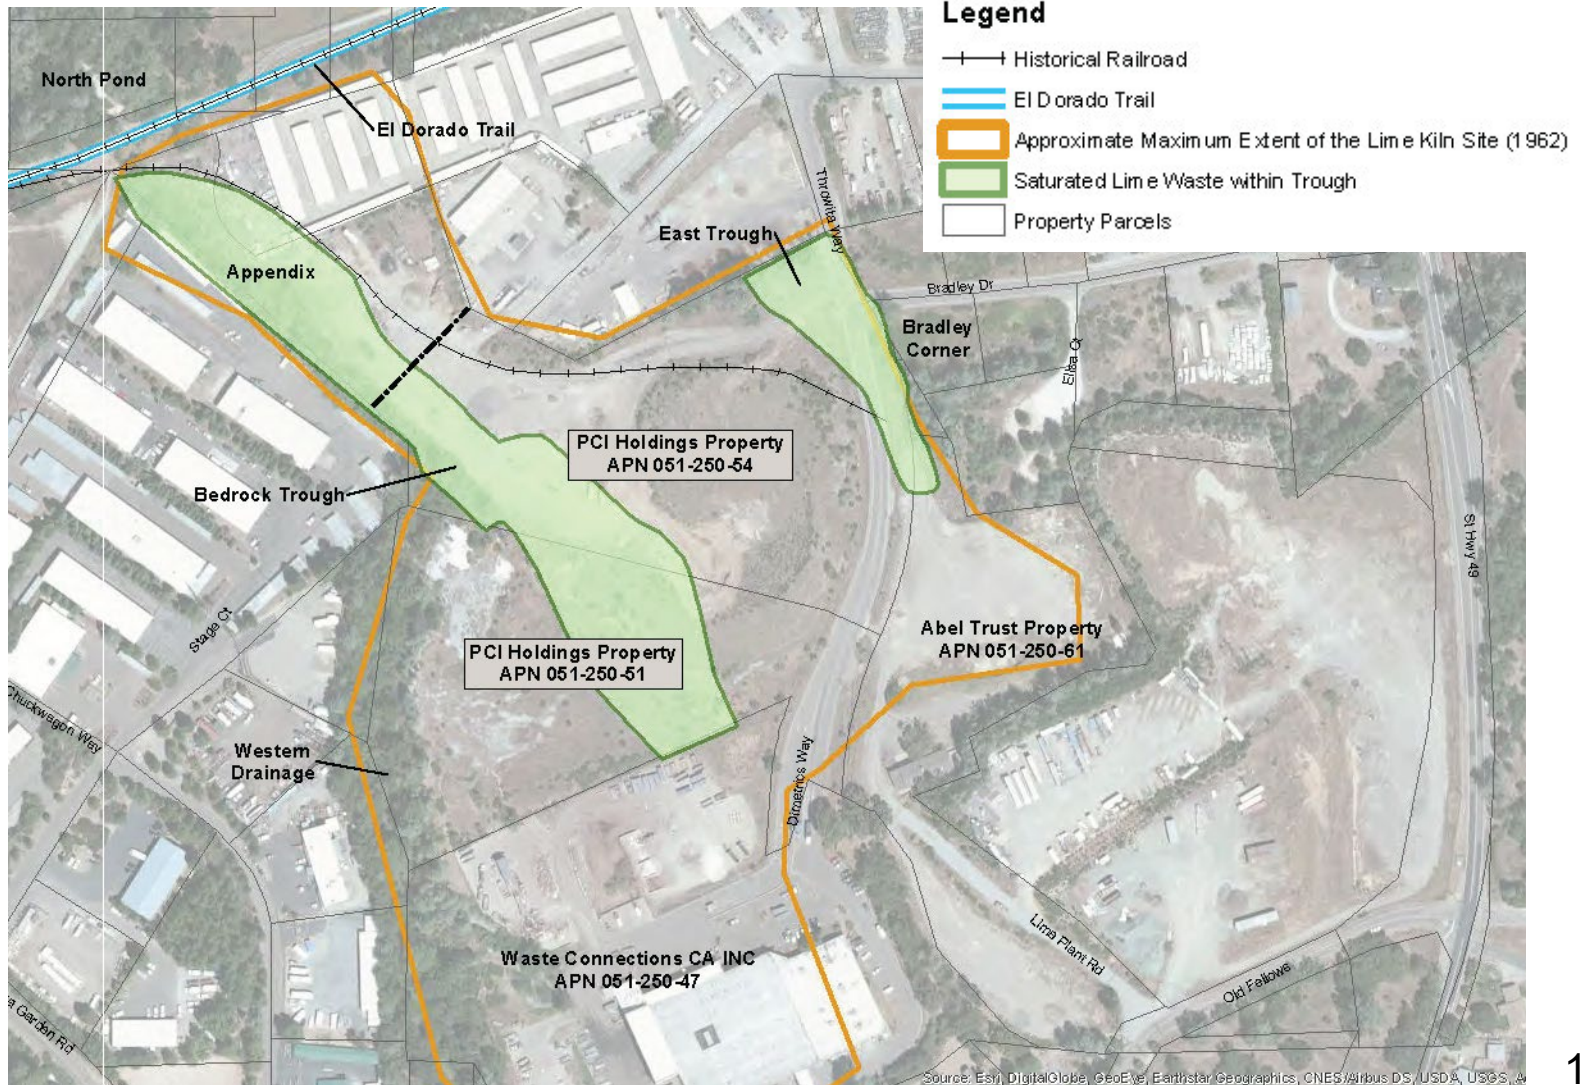 Legend
Historical Railroad
El Dorado Trail
Approximate Maximum Extent of the Lime Kiln Site (1962)
Saturated Lime Waste within Trough
Property Parcels
North Pond
El Dorado Trail
Throwita Way
East Trough
Appendix
Bradley Dr
Bradley
Corner
Elisa Ct
PCI Holdings Property
APN 051-250-54
Bedrock Trough
St Hwy 49
Stage Ct
Abel Trust Property
APN 051-250-61
PCI Holdings Property
APN 051-250-51
Chuckwagon Way
Western
Drainage
Dimetrics Way
Lime Plant Rd
Waste Connections CA INC
APN 051-250-47
Old Fellows
a Garden Rd
Source: Esri, DigitalGlobe, GeoEye, Earthstar Geographics, CNES/Airbus DS, USDA, USGS, A
1